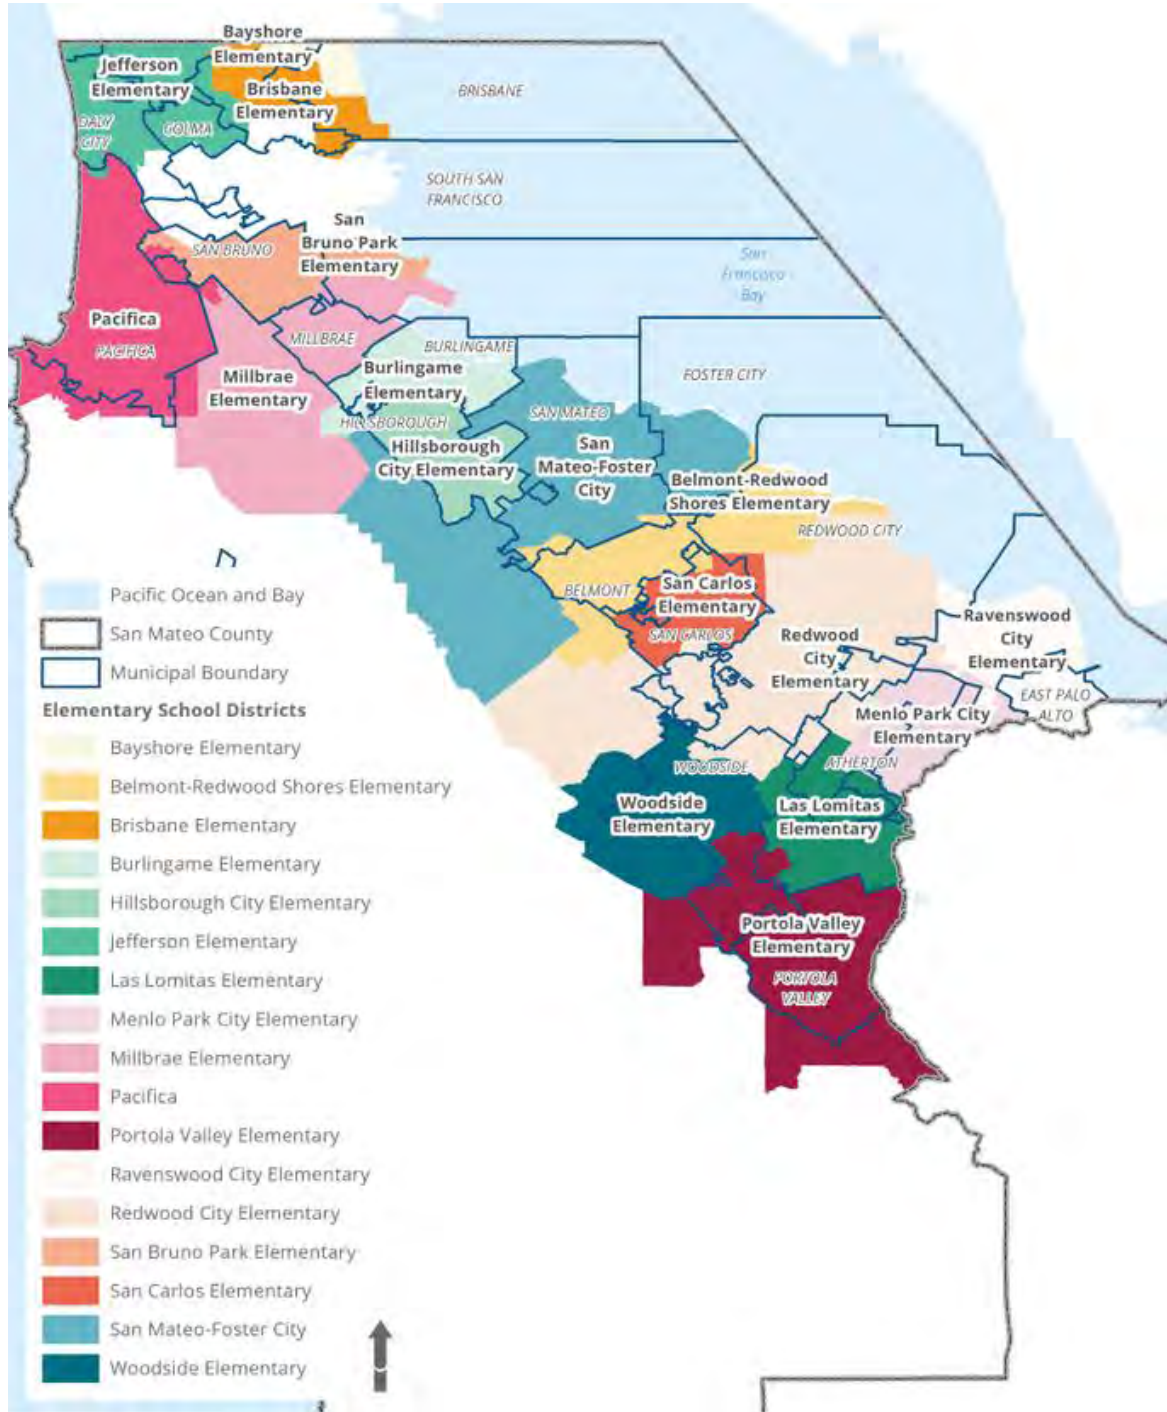 Bayshore
Elementary
Jefferson
Elementary
Brisbane
Elementary
BRISBANE
DALY
CITY
COLMA
SOUTH SAN
FRANCISCO
San
Bruno Park
Elementary
SAN BRUNO
San
Francisco
Bay
Pacifica
PACIFICA
MILLBRAE
BURLINGAME
Millbrae
Elementary
Burlingame
Elementary
FOSTER CITY
HILLSBOROUGH
SAN MATEO
Hillsborough
City Elementary
San
Mateo-Foster
City
Belmont-Redwood
Shores Elementary
REDWOOD CITY
BELMONT
San Carlos
Elementary
SAN CARLOS
Redwood
City
Elementary
Ravenswood
City
Elementary
EAST PALO
ALTO
Menlo Park City
Elementary
WOODSIDE
ATHERTON
Woodside
Elementary
Las Lomitas
Elementary
Portola Valley
Elementary
PORTOLA
VALLEY
Pacific Ocean and Bay
San Mateo County
Municipal Boundary
Elementary School Districts
Bayshore Elementary
Belmont-Redwood Shores Elementary
Brisbane Elementary
Burlingame Elementary
Hillsborough City Elementary
Jefferson Elementary
Las Lomitas Elementary
Menlo Park City Elementary
Millbrae Elementary
Pacifica
Portola Valley Elementary
Ravenswood City Elementary
Redwood City Elementary
San Bruno Park Elementary
San Carlos Elementary
San Mateo-Foster City
Woodside Elementary